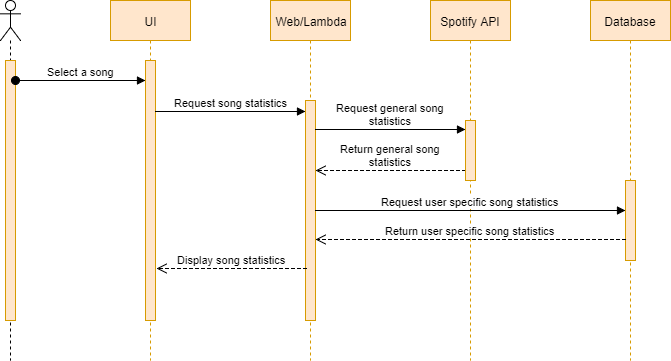 UI
Web/Lambda
Spotify API
Database
Select a song
Request song statistics
Request general song
statistics
Return general song
statistics
Request user specific song statistics
Return user specific song statistics
Display song statistics